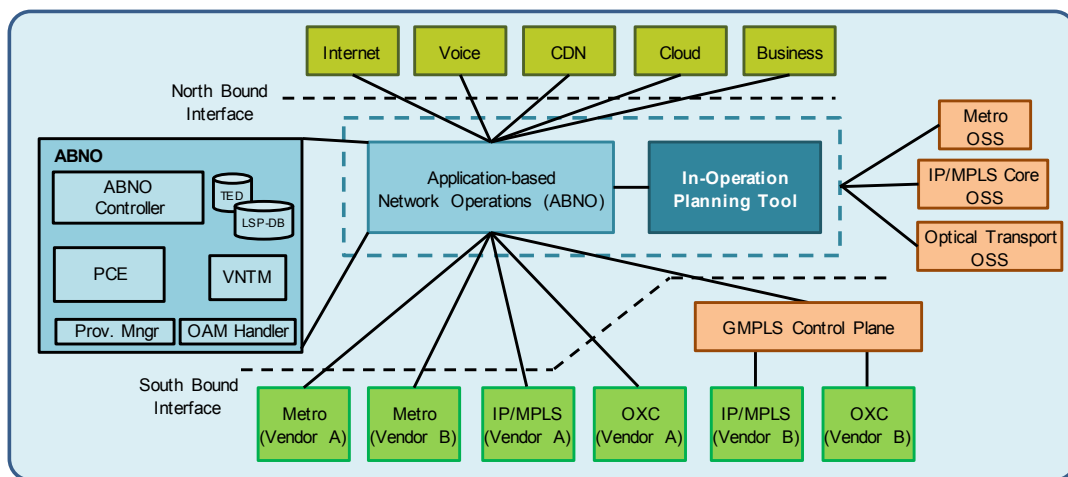 Internet
Voice
CDN
Cloud
Business
North Bound
Interface
ABNO
ABNO
Controller
TED
LSP-DB
PCE
VNTM
Prov. Mngr
OAM Handler
Application-based
Network Operations (ABNO)
In-Operation
Planning Tool
Metro
OSS
IP/MPLS Core
OSS
Optical Transport
OSS
GMPLS Control Plane
South Bound
Interface
Metro
(Vendor A)
Metro
(Vendor B)
IP/MPLS
(Vendor A)
OXC
(Vendor A)
IP/MPLS
(Vendor B)
OXC
(Vendor B)